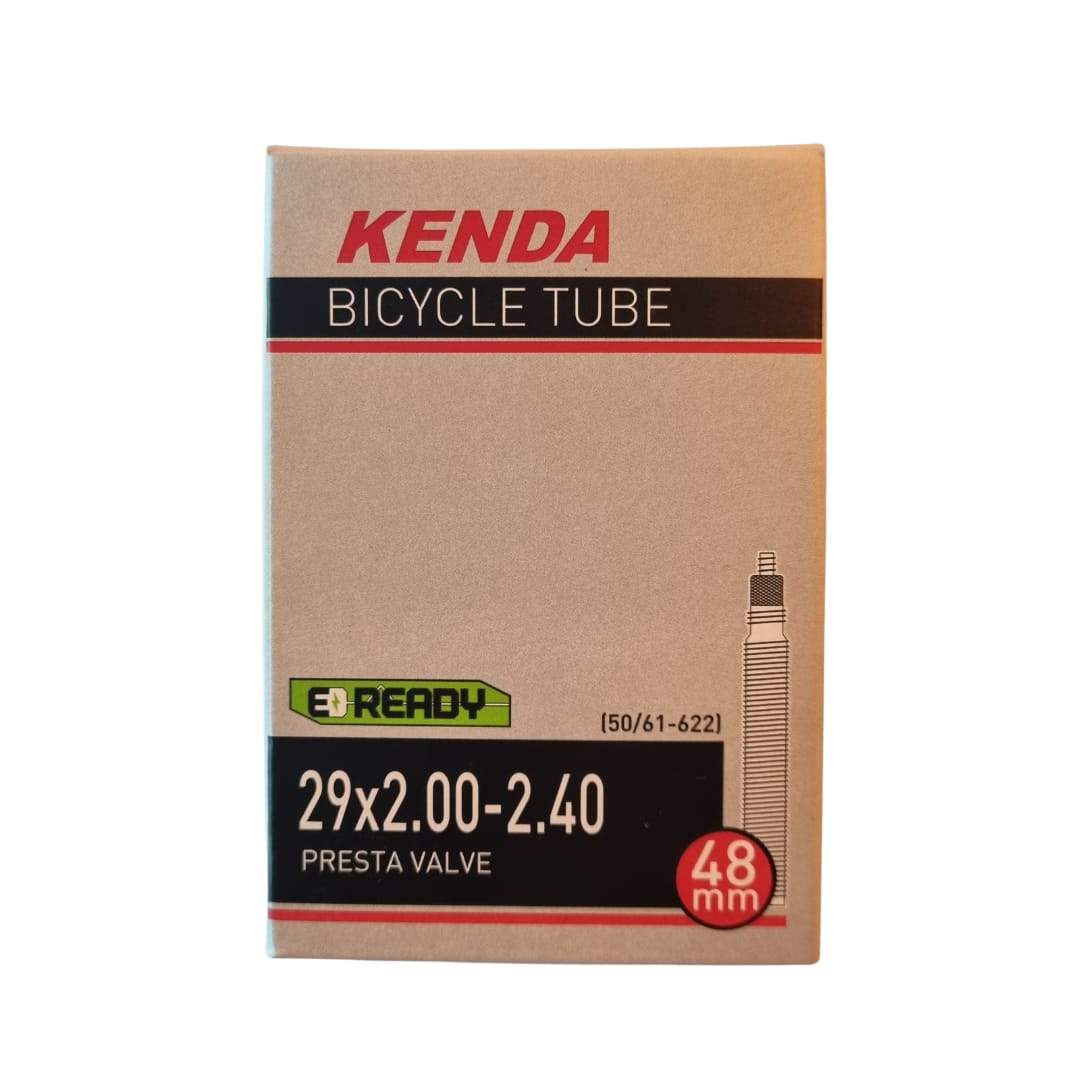 KENDA
BICYCLE TUBE
E READY
(50/61-622)
29x2.00-2.40
PRESTA VALVE
48
mm